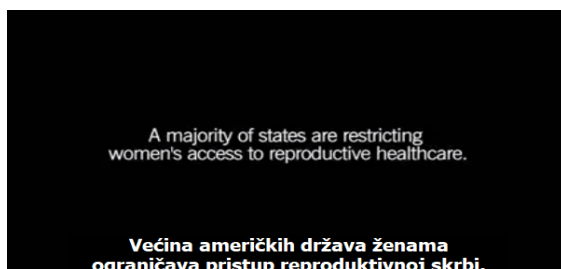 A majority of states are restricting
women's access to reproductive healthcare.
Većina američkih država ženama
ograničava pristup reproduktivnoj skrbi.